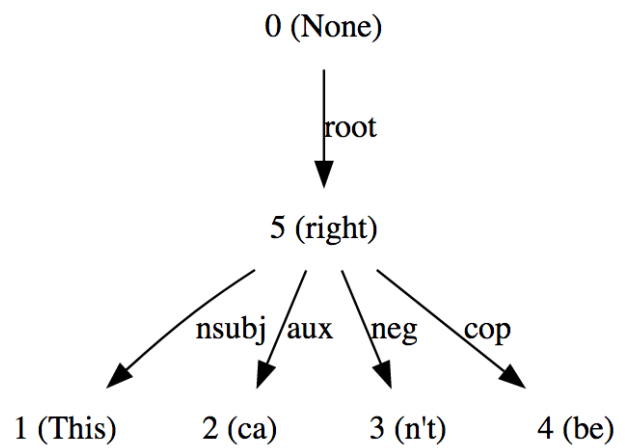 0 (None)
root
5 (right)
nsubj aux neg cop
1 (This) 2 (ca) 3 (n't) 4 (be)